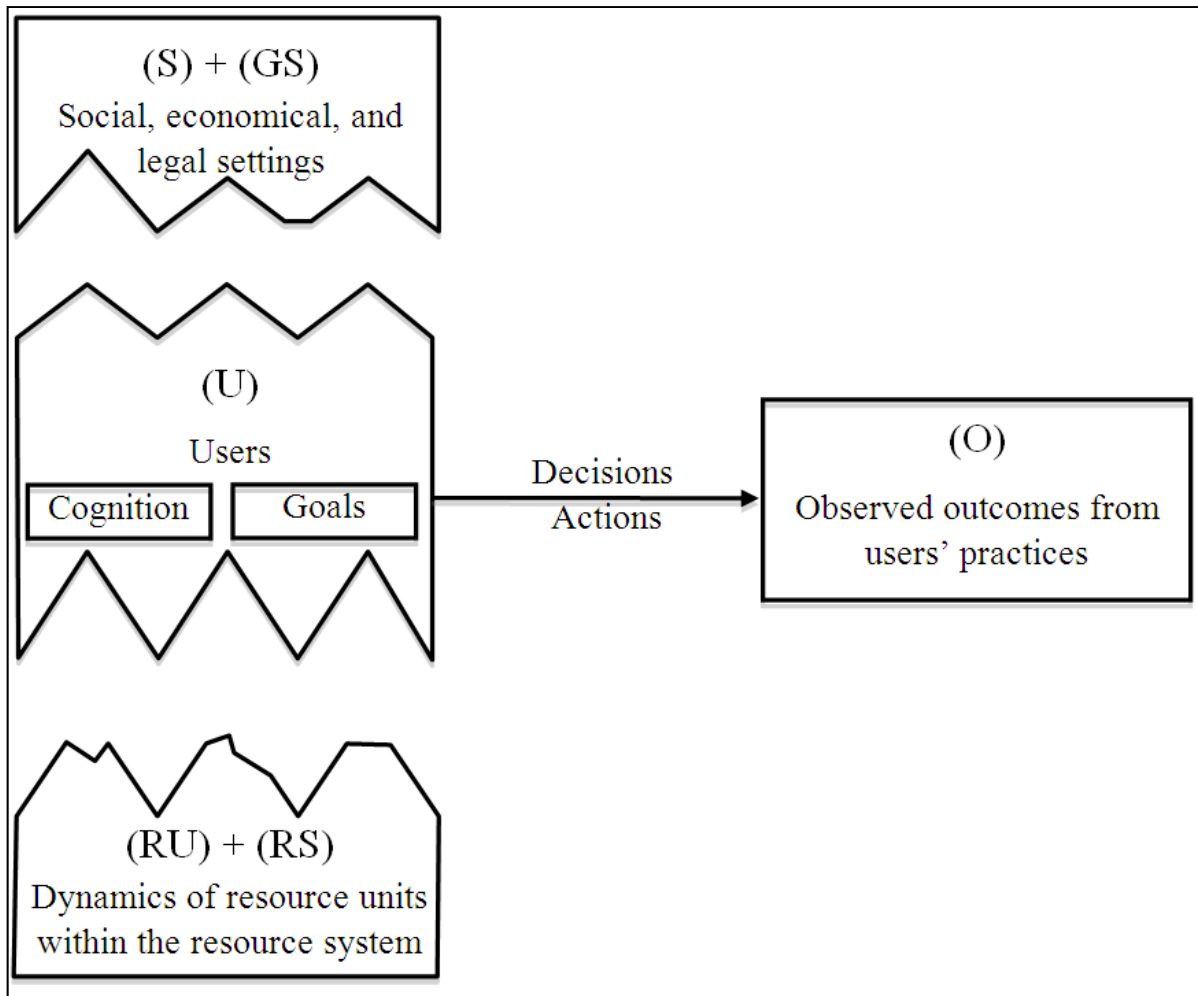 (S) + (GS)
Social, economical, and
legal settings
(U)
Users
Cognition
Goals
Decisions
Actions
(O)
Observed outcomes from
users’ practices
(RU) + (RS)
Dynamics of resource units
within the resource system